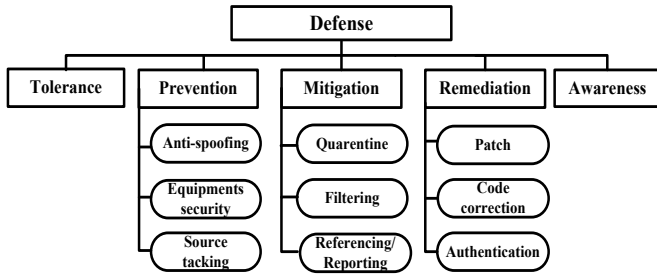 Defense
Tolerance
Prevention
Mitigation
Remediation
Awareness
Anti-spoofing
Equipments
security
Source
tacking
Quarentine
Filtering
Referencing/
Reporting
Patch
Code
correction
Authentication